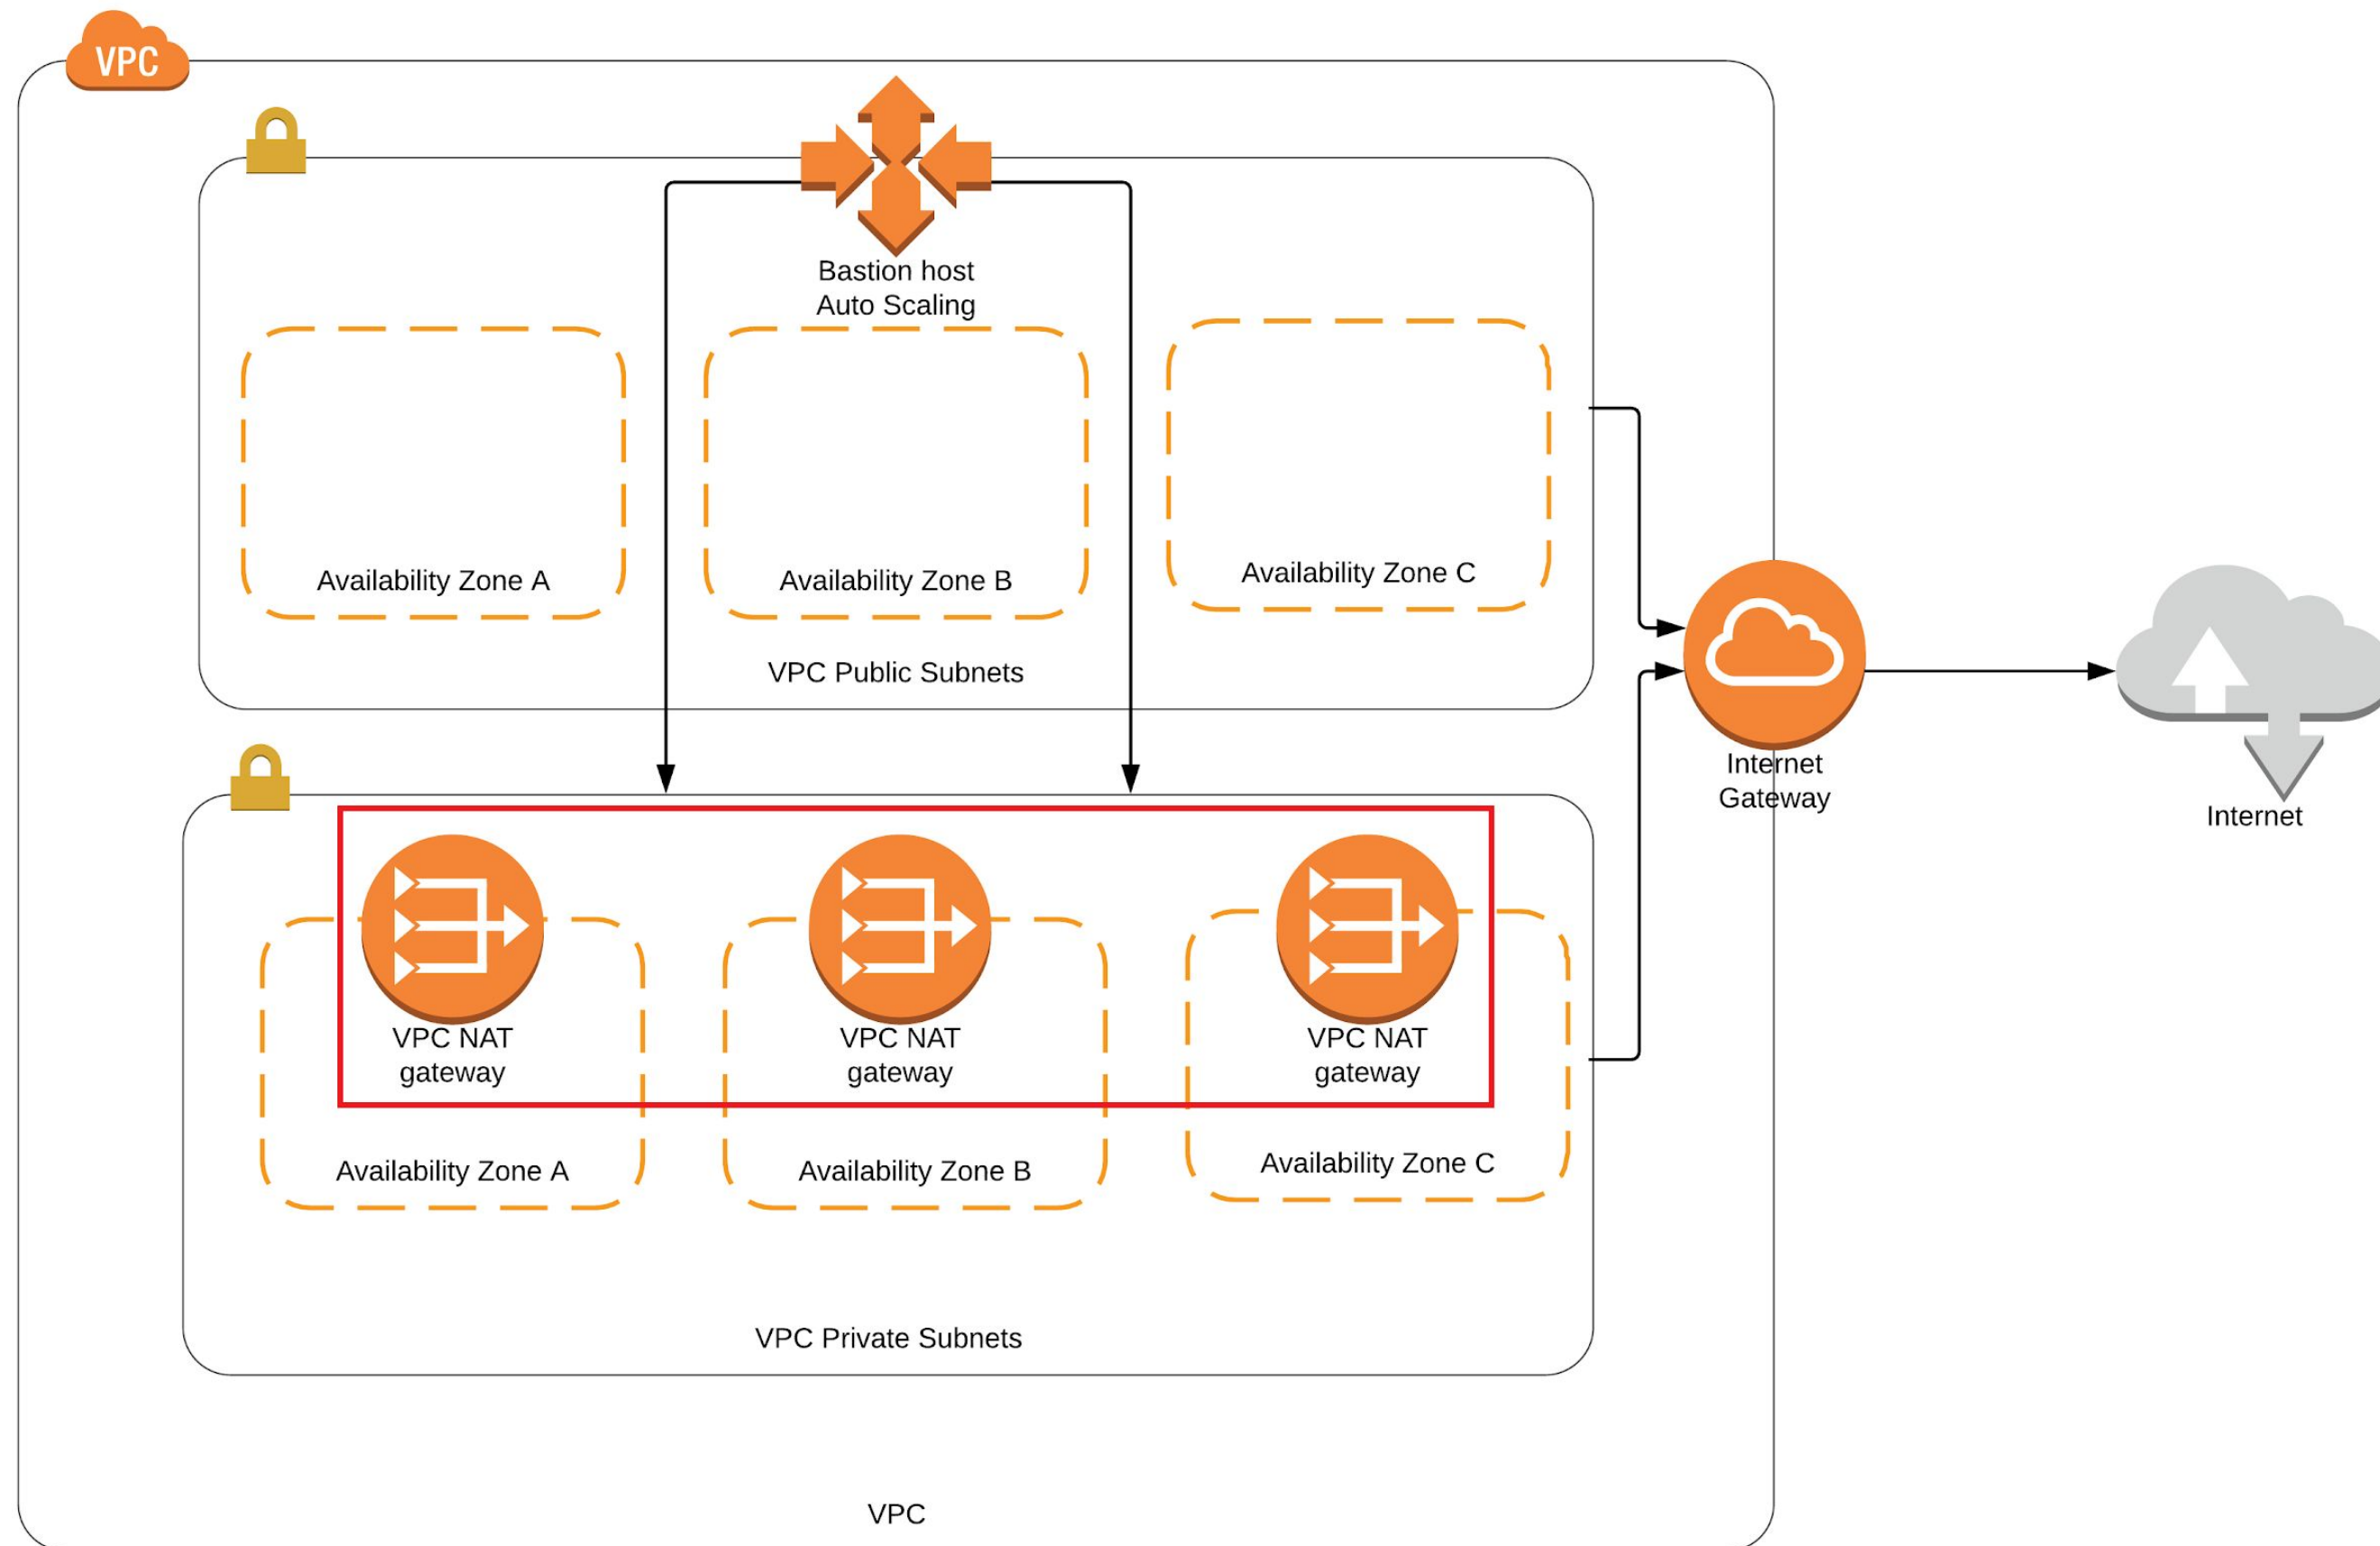 VPC
Bastion host
Auto Scaling
Availability Zone A
Availability Zone B
Availability Zone C
VPC Public Subnets
Internet
Gateway
Internet
VPC NAT
gateway
VPC NAT
gateway
VPC NAT
gateway
Availability Zone A
Availability Zone B
Availability Zone C
VPC Private Subnets
VPC